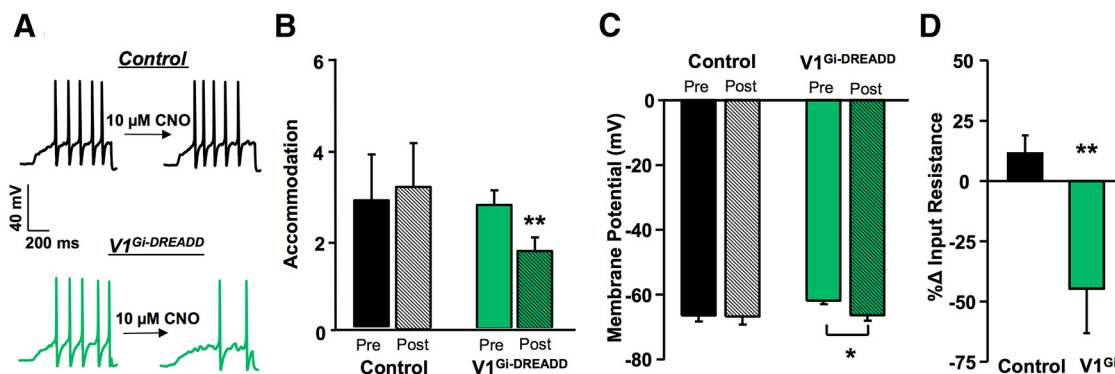 A
Control
10 µM CNO
40 mV
200 ms
V1Gi-DREADD
10 µM CNO
B
Accommodation
6
4
2
0
Pre
Post
Pre
Post
**
Control
V1Gi-DREADD
C
Control
V1Gi-DREADD
Pre
Post
Pre
Post
Membrane Potential (mV)
0
-20
-40
-60
-80
*
D
%Δ Input Resistance
50
25
0
-25
-50
-75
**
Control
V1Gi